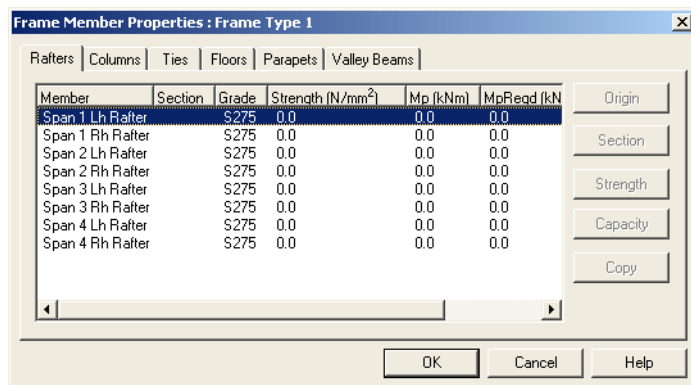 Frame Member Properties : Frame Type 1
Rafters Columns Ties Floors Parapets Valley Beams
Member Section Grade Strength (N/mm²) Mp (kNm) MpReqd (kN
Span 1 Lh Rafter S275 0.0 0.0 0.0
Span 1 Rh Rafter S275 0.0 0.0 0.0
Span 2 Lh Rafter S275 0.0 0.0 0.0
Span 2 Rh Rafter S275 0.0 0.0 0.0
Span 3 Lh Rafter S275 0.0 0.0 0.0
Span 3 Rh Rafter S275 0.0 0.0 0.0
Span 4 Lh Rafter S275 0.0 0.0 0.0
Span 4 Rh Rafter S275 0.0 0.0 0.0
Origin
Section
Strength
Capacity
Copy
OK Cancel Help